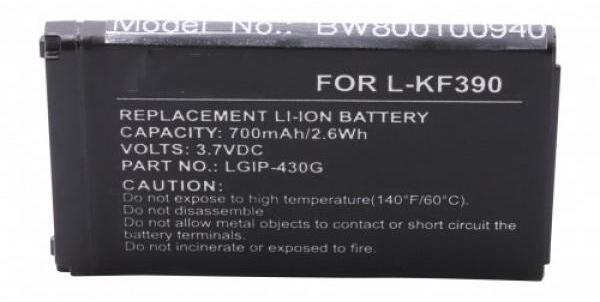 Model No.: BW800100940
FOR L-KF390
REPLACEMENT LI-ION BATTERY
CAPACITY: 700mAh/2.6Wh
VOLTS: 3.7VDC
PART NO.: LGIP-430G
CAUTION:
Do not expose to high temperature(140°F/60°C)
Do not disassemble
Do not allow metal objects to contact or short circuit the
battery terminals.
Do not incinerate or expose to fire.